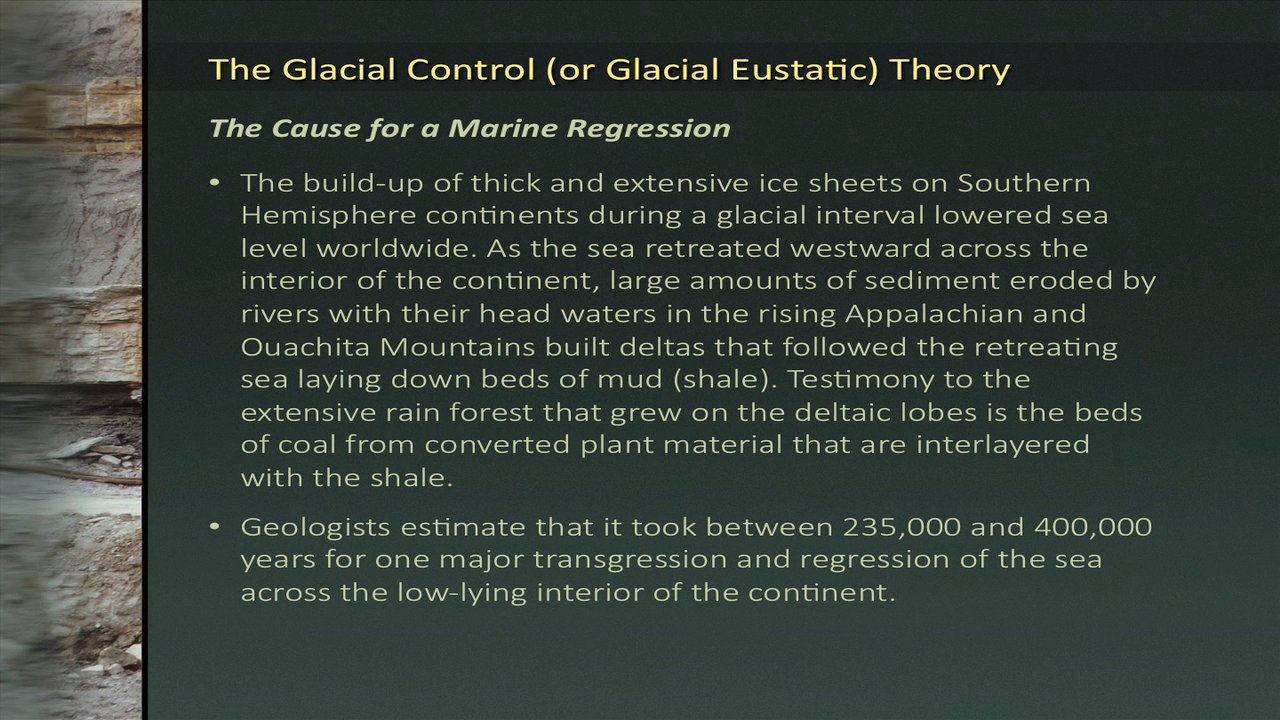 The Glacial Control (or Glacial Eustatic) Theory
The Cause for a Marine Regression
• The build-up of thick and extensive ice sheets on Southern
Hemisphere continents during a glacial interval lowered sea
level worldwide. As the sea retreated westward across the
interior of the continent, large amounts of sediment eroded by
rivers with their head waters in the rising Appalachian and
Ouachita Mountains built deltas that followed the retreating
sea laying down beds of mud (shale). Testimony to the
extensive rain forest that grew on the deltaic lobes is the beds
of coal from converted plant material that are interlayered
with the shale.
• Geologists estimate that it took between 235,000 and 400,000
years for one major transgression and regression of the sea
across the low-lying interior of the continent.